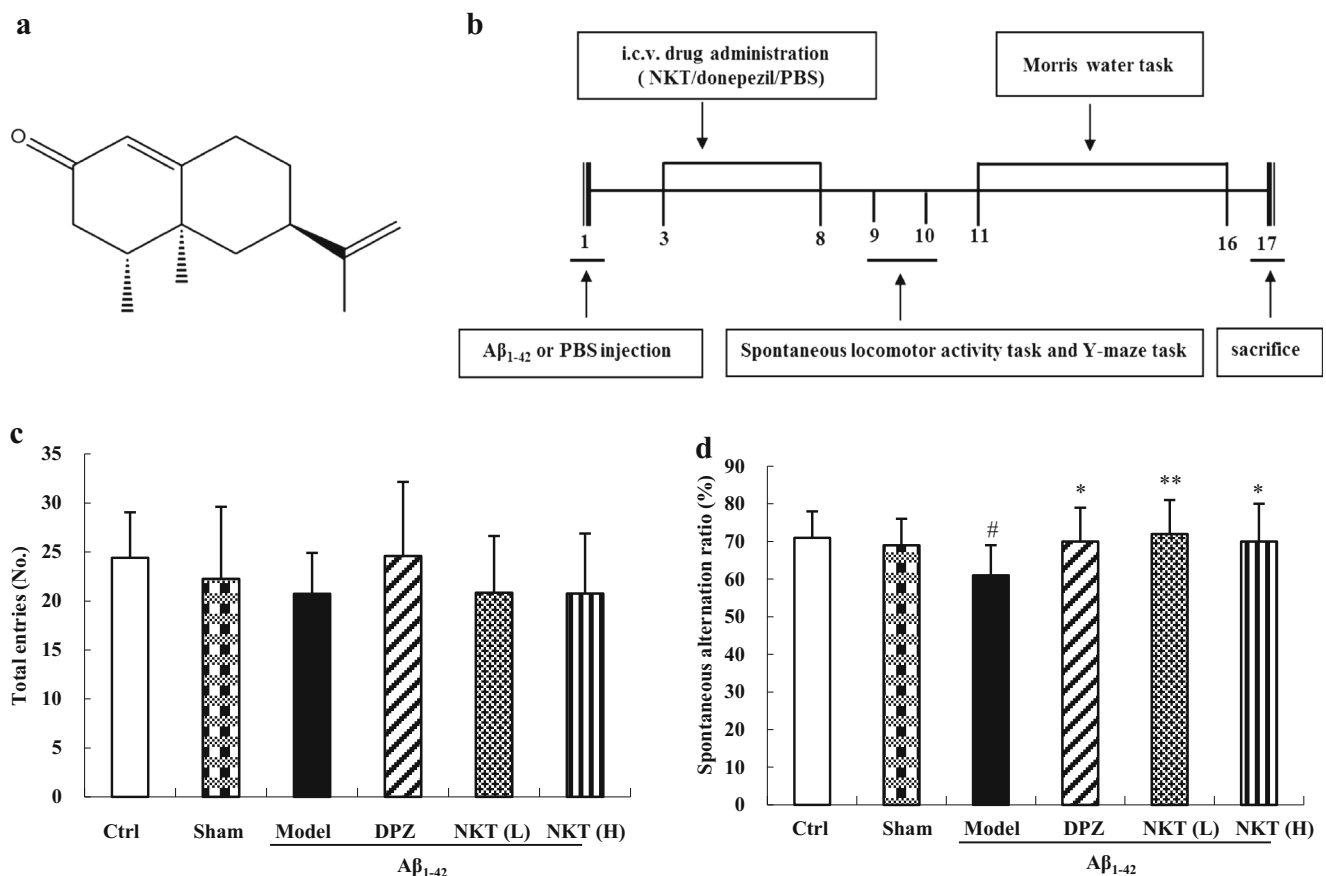 a
O
b
i.c.v. drug administration
( NKT/donepezil/PBS)
Morris water task
1
3
8
9
10
11
16
17
Aβ1-42 or PBS injection
Spontaneous locomotor activity task and Y-maze task
sacrifice
c
Total entries (No.)
35
30
25
20
15
10
5
0
Ctrl
Sham
Model
DPZ
NKT (L)
NKT (H)
Aβ1-42
d
Spontaneous alternation ratio (%)
90
80
70
60
50
40
30
20
10
0
#
*
**
*
Ctrl
Sham
Model
DPZ
NKT (L)
NKT (H)
Aβ1-42